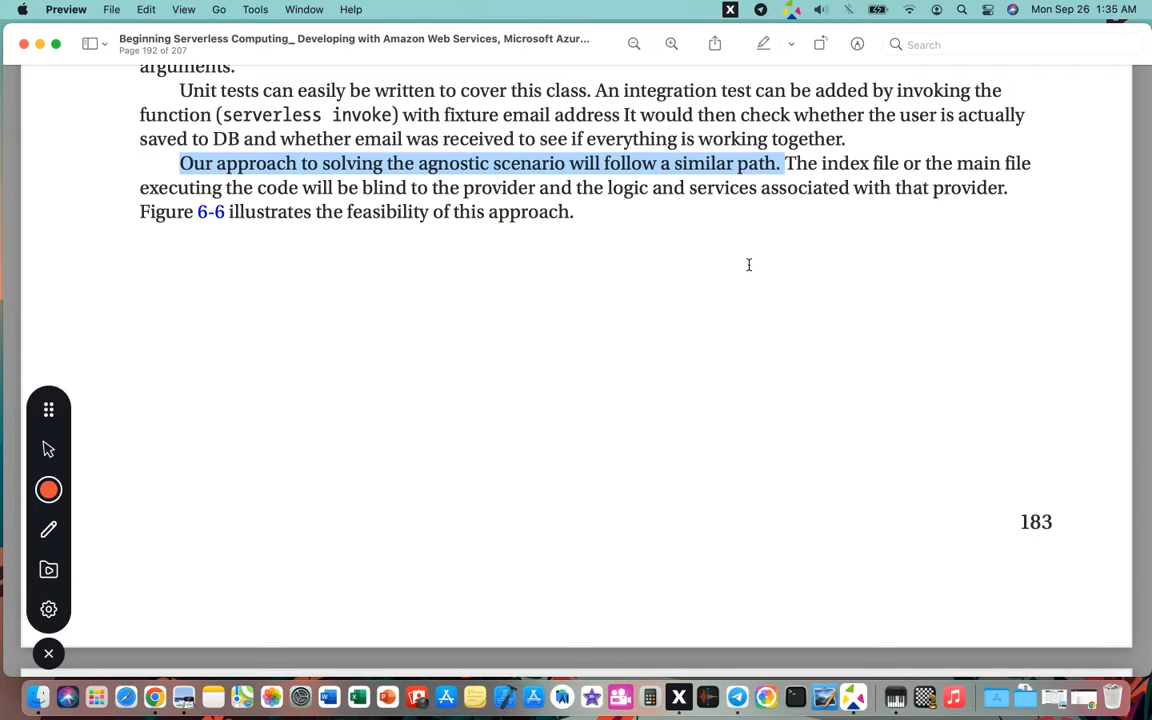 Preview File Edit View Go Tools Window Help X Mon Sep 26 1:35 AM
Beginning Serverless Computing_ Developing with Amazon Web Services, Microsoft Azur...
Page 192 of 207
Search
arguments.
Unit tests can easily be written to cover this class. An integration test can be added by invoking the
function (serverless invoke) with fixture email address It would then check whether the user is actually
saved to DB and whether email was received to see if everything is working together.
Our approach to solving the agnostic scenario will follow a similar path. The index file or the main file
executing the code will be blind to the provider and the logic and services associated with that provider.
Figure 6-6 illustrates the feasibility of this approach.
183